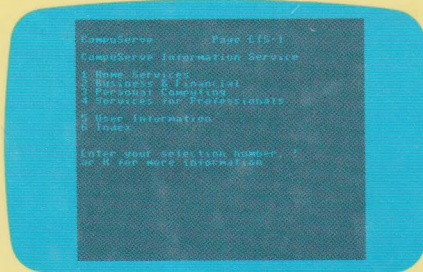 CompuServe Page CIS-1
CompuServe Information Service
1 Home Services
2 Business & Financial
3 Personal Computing
4 Services for Professionals
5 User Information
6 Index
Enter your selection number,
or H for more information